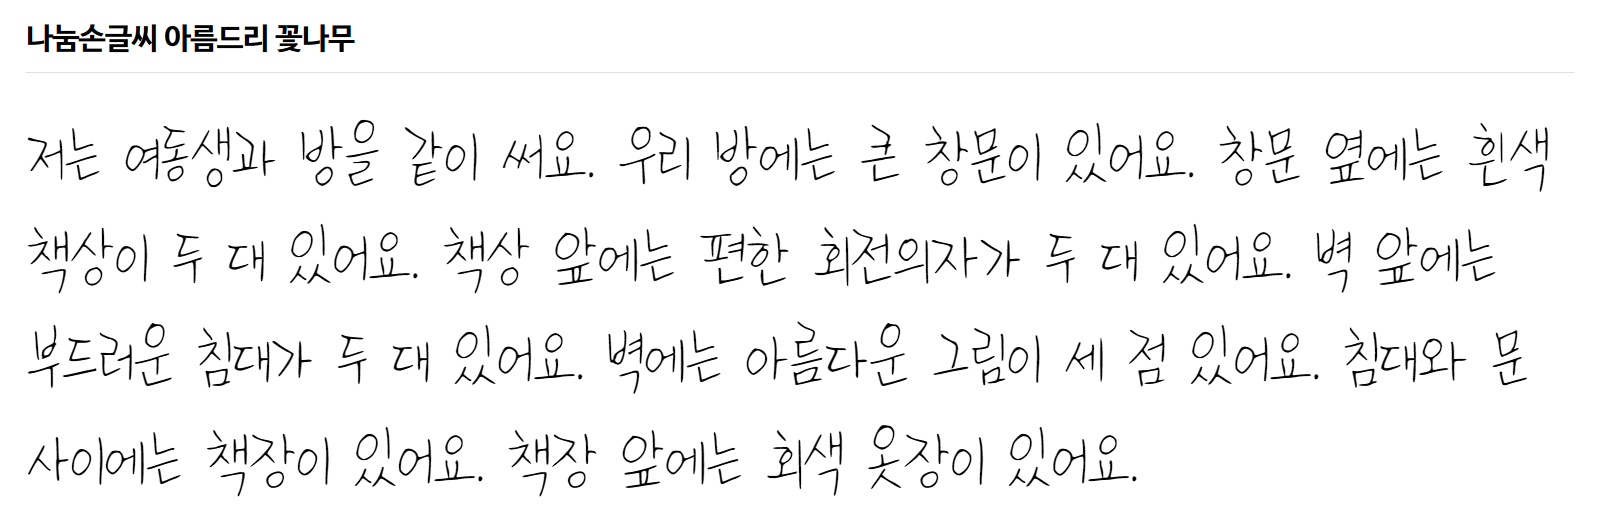 나눔손글씨 아름드리 꽃나무
저는 여동생과 방을 같이 써요. 우리 방에는 큰 창문이 있어요. 창문 옆에는 흰색
책상이 두 대 있어요. 책상 앞에는 편한 회전의자가 두 대 있어요. 벽 앞에는
부드러운 침대가 두 대 있어요. 벽에는 아름다운 그림이 세 점 있어요. 침대와 문
사이에는 책장이 있어요. 책장 앞에는 회색 옷장이 있어요.